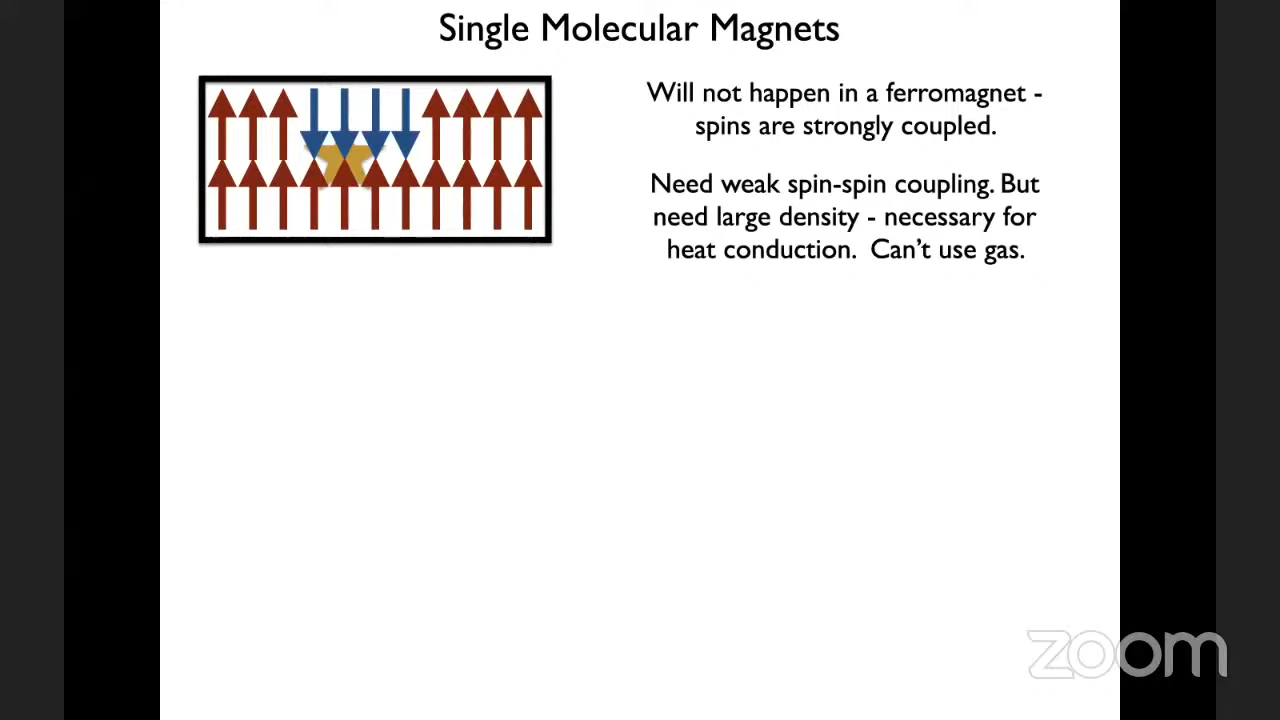 Single Molecular Magnets
Will not happen in a ferromagnet -
spins are strongly coupled.
Need weak spin-spin coupling. But
need large density - necessary for
heat conduction. Can't use gas.
zoom